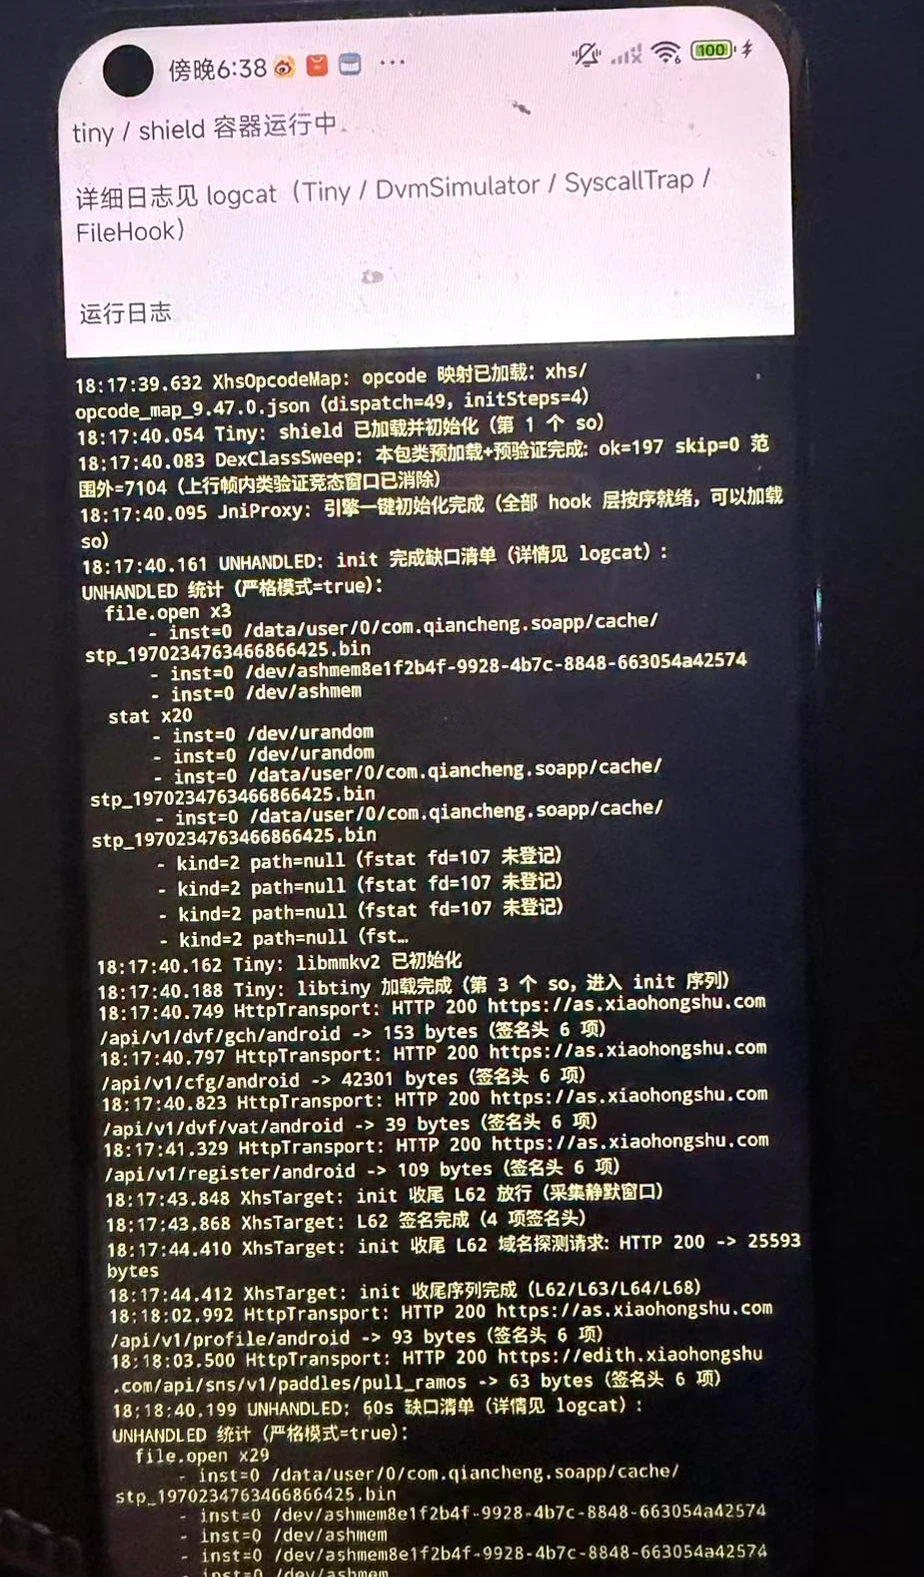 傍晚6:38
100
tiny / shield 容器运行中
详细日志见 logcat（Tiny / DvmSimulator / SyscallTrap /
FileHook）
运行日志
18:17:39.632 XhsOpcodeMap: opcode 映射已加载: xhs/
opcode_map_9.47.0.json（dispatch=49, initSteps=4）
18:17:40.054 Tiny: shield 已加载并初始化（第 1 个 so）
18:17:40.083 DexClassSweep: 本包类预加载+预验证完成: ok=197 skip=0 范
围外=7104（上行帧内类验证竞态窗口已消除）
18:17:40.095 JniProxy: 引擎一键初始化完成（全部 hook 层按序就绪，可以加载
so）
18:17:40.161 UNHANDLED: init 完成缺口清单（详情见 logcat）:
UNHANDLED 统计（严格模式=true）:
file.open x3
- inst=0 /data/user/0/com.qiancheng.soapp/cache/
stp_1970234763466866425.bin
- inst=0 /dev/ashmem8e1f2b4f-9928-4b7c-8848-663054a42574
- inst=0 /dev/ashmem
stat x20
- inst=0 /dev/urandom
- inst=0 /dev/urandom
- inst=0 /data/user/0/com.qiancheng.soapp/cache/
stp_1970234763466866425.bin
- inst=0 /data/user/0/com.qiancheng.soapp/cache/
stp_1970234763466866425.bin
- kind=2 path=null（fstat fd=107 未登记）
- kind=2 path=null（fstat fd=107 未登记）
- kind=2 path=null（fstat fd=107 未登记）
- kind=2 path=null（fst…
18:17:40.162 Tiny: libmmkv2 已初始化
18:17:40.188 Tiny: libtiny 加载完成（第 3 个 so，进入 init 序列）
18:17:40.749 HttpTransport: HTTP 200 https://as.xiaohongshu.com
/api/v1/dvf/gch/android -> 153 bytes（签名头 6 项）
18:17:40.797 HttpTransport: HTTP 200 https://as.xiaohongshu.com
/api/v1/cfg/android -> 42301 bytes（签名头 6 项）
18:17:40.823 HttpTransport: HTTP 200 https://as.xiaohongshu.com
/api/v1/dvf/vat/android -> 39 bytes（签名头 6 项）
18:17:41.329 HttpTransport: HTTP 200 https://as.xiaohongshu.com
/api/v1/register/android -> 109 bytes（签名头 6 项）
18:17:43.848 XhsTarget: init 收尾 L62 放行（采集静默窗口）
18:17:43.868 XhsTarget: L62 签名完成（4 项签名头）
18:17:44.410 XhsTarget: init 收尾 L62 域名探测请求: HTTP 200 -> 25593
bytes
18:17:44.412 XhsTarget: init 收尾序列完成（L62/L63/L64/L68）
18:18:02.992 HttpTransport: HTTP 200 https://as.xiaohongshu.com
/api/v1/profile/android -> 93 bytes（签名头 6 项）
18:18:03.500 HttpTransport: HTTP 200 https://edith.xiaohongshu
.com/api/sns/v1/paddles/pull_ramos -> 63 bytes（签名头 6 项）
18:18:40.199 UNHANDLED: 60s 缺口清单（详情见 logcat）:
UNHANDLED 统计（严格模式=true）:
file.open x29
- inst=0 /data/user/0/com.qiancheng.soapp/cache/
stp_1970234763466866425.bin
- inst=0 /dev/ashmem8e1f2b4f-9928-4b7c-8848-663054a42574
- inst=0 /dev/ashmem
- inst=0 /dev/ashmem8e1f2b4f-9928-4b7c-8848-663054a42574
inst=0 /dev/ashmem